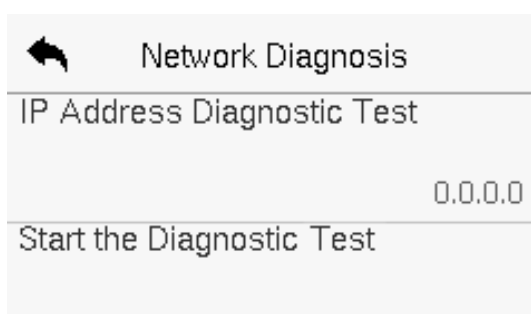 Network Diagnosis
IP Address Diagnostic Test
0.0.0.0
Start the Diagnostic Test